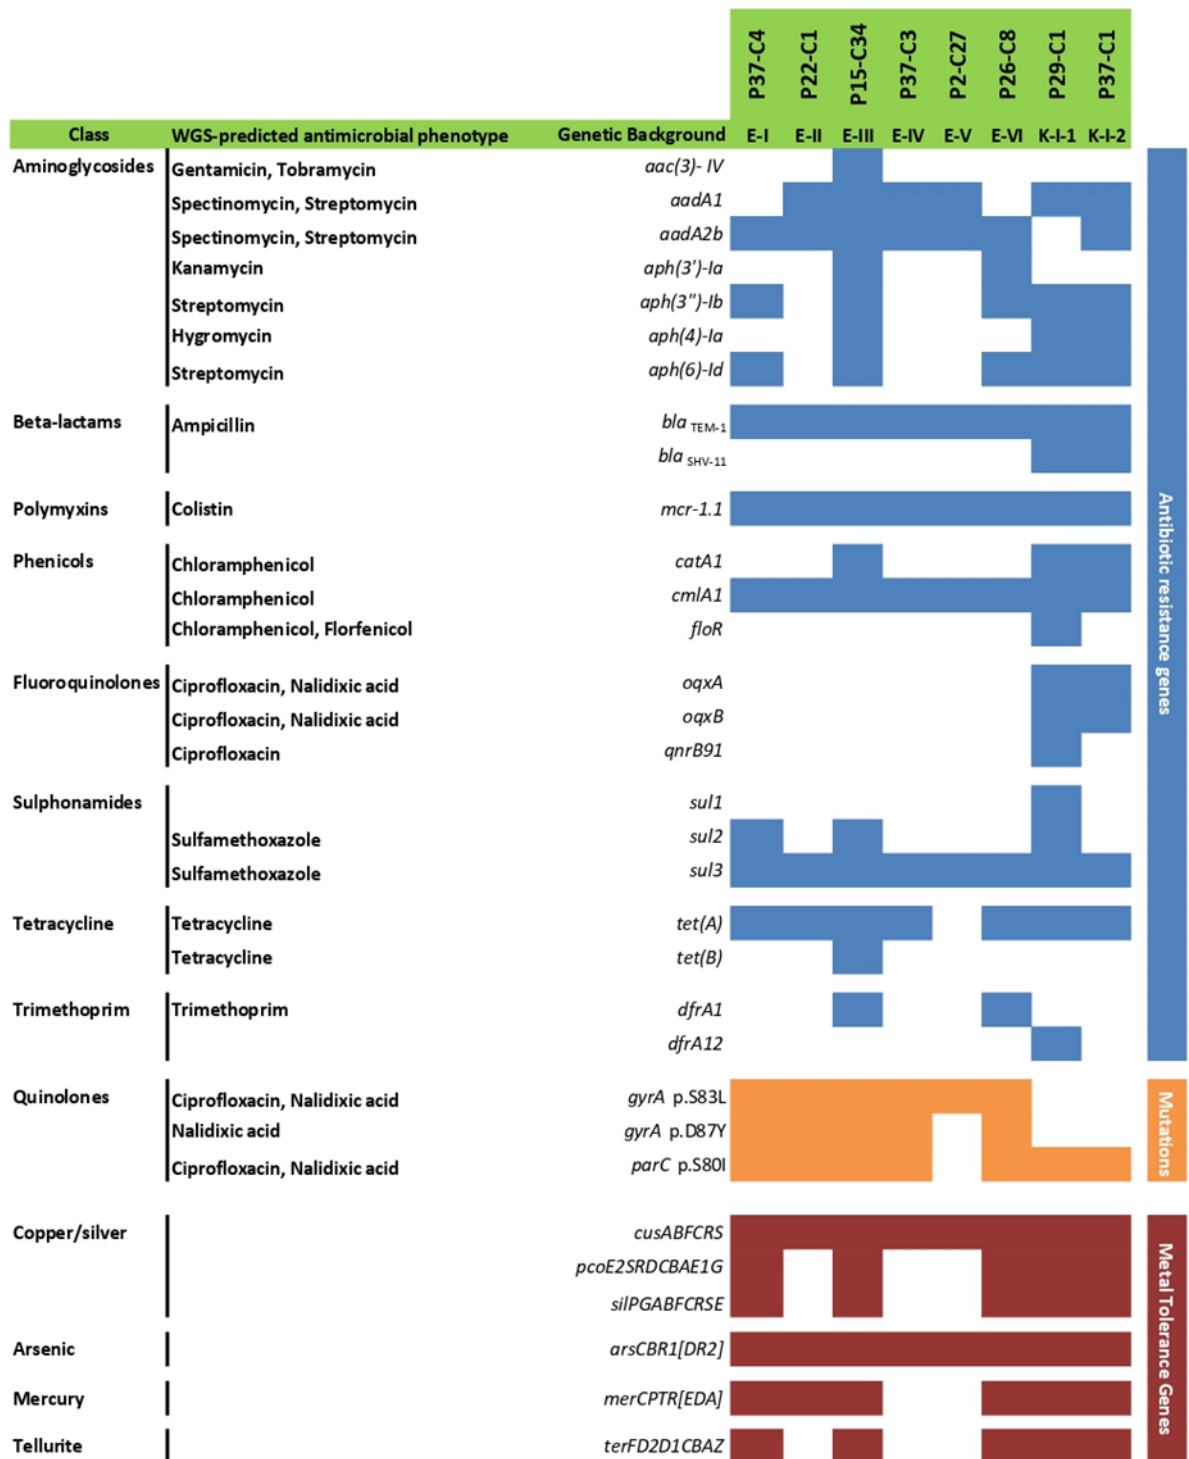 P37-C4 P22-C1 P15-C34 P37-C3 P2-C27 P26-C8 P29-C1 P37-C1
Class WGS-predicted antimicrobial phenotype Genetic Background E-I E-II E-III E-IV E-V E-VI K-I-1 K-I-2
Aminoglycosides Gentamicin, Tobramycin aac(3)- IV
Spectinomycin, Streptomycin aadA1
Spectinomycin, Streptomycin aadA2b
Kanamycin aph(3')-Ia
Streptomycin aph(3")-Ib
Hygromycin aph(4)-Ia
Streptomycin aph(6)-Id
Beta-lactams Ampicillin bla TEM-1
bla SHV-11
Polymyxins Colistin mcr-1.1
Phenicols Chloramphenicol catA1
Chloramphenicol cmlA1
Chloramphenicol, Florfenicol floR
Fluoroquinolones Ciprofloxacin, Nalidixic acid oqxA
Ciprofloxacin, Nalidixic acid oqxB
Ciprofloxacin qnrB91
Sulphonamides sul1
Sulfamethoxazole sul2
Sulfamethoxazole sul3
Tetracycline Tetracycline tet(A)
Tetracycline tet(B)
Trimethoprim Trimethoprim dfrA1
dfrA12
Antibiotic resistance genes
Quinolones Ciprofloxacin, Nalidixic acid gyrA p.S83L
Nalidixic acid gyrA p.D87Y
Ciprofloxacin, Nalidixic acid parC p.S80I
Mutations
Copper/silver cusABFCRS
pcoE2SRDCBAE1G
silPGABFCRSE
Arsenic arsCBR1[DR2]
Mercury merCPTR[EDA]
Tellurite terFD2D1CBAZ
Metal Tolerance Genes